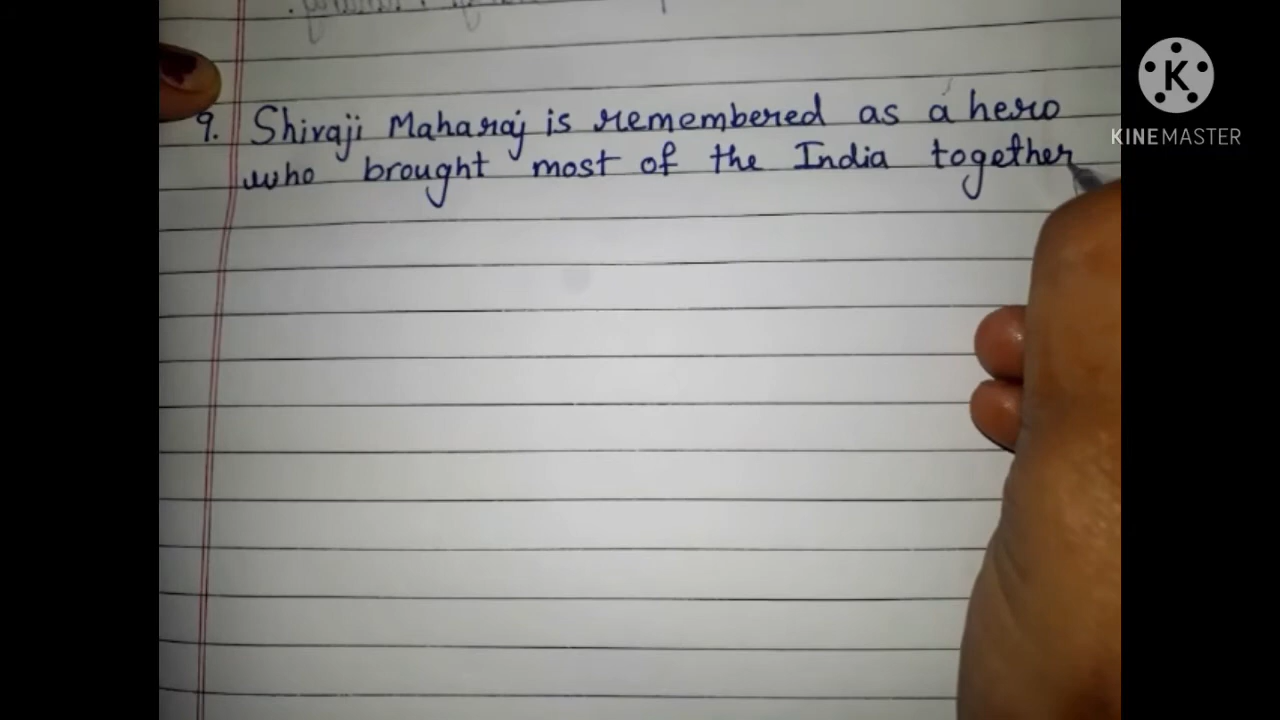 9. Shivaji Maharaj is remembered as a hero
who brought most of the India together
KINEMASTER